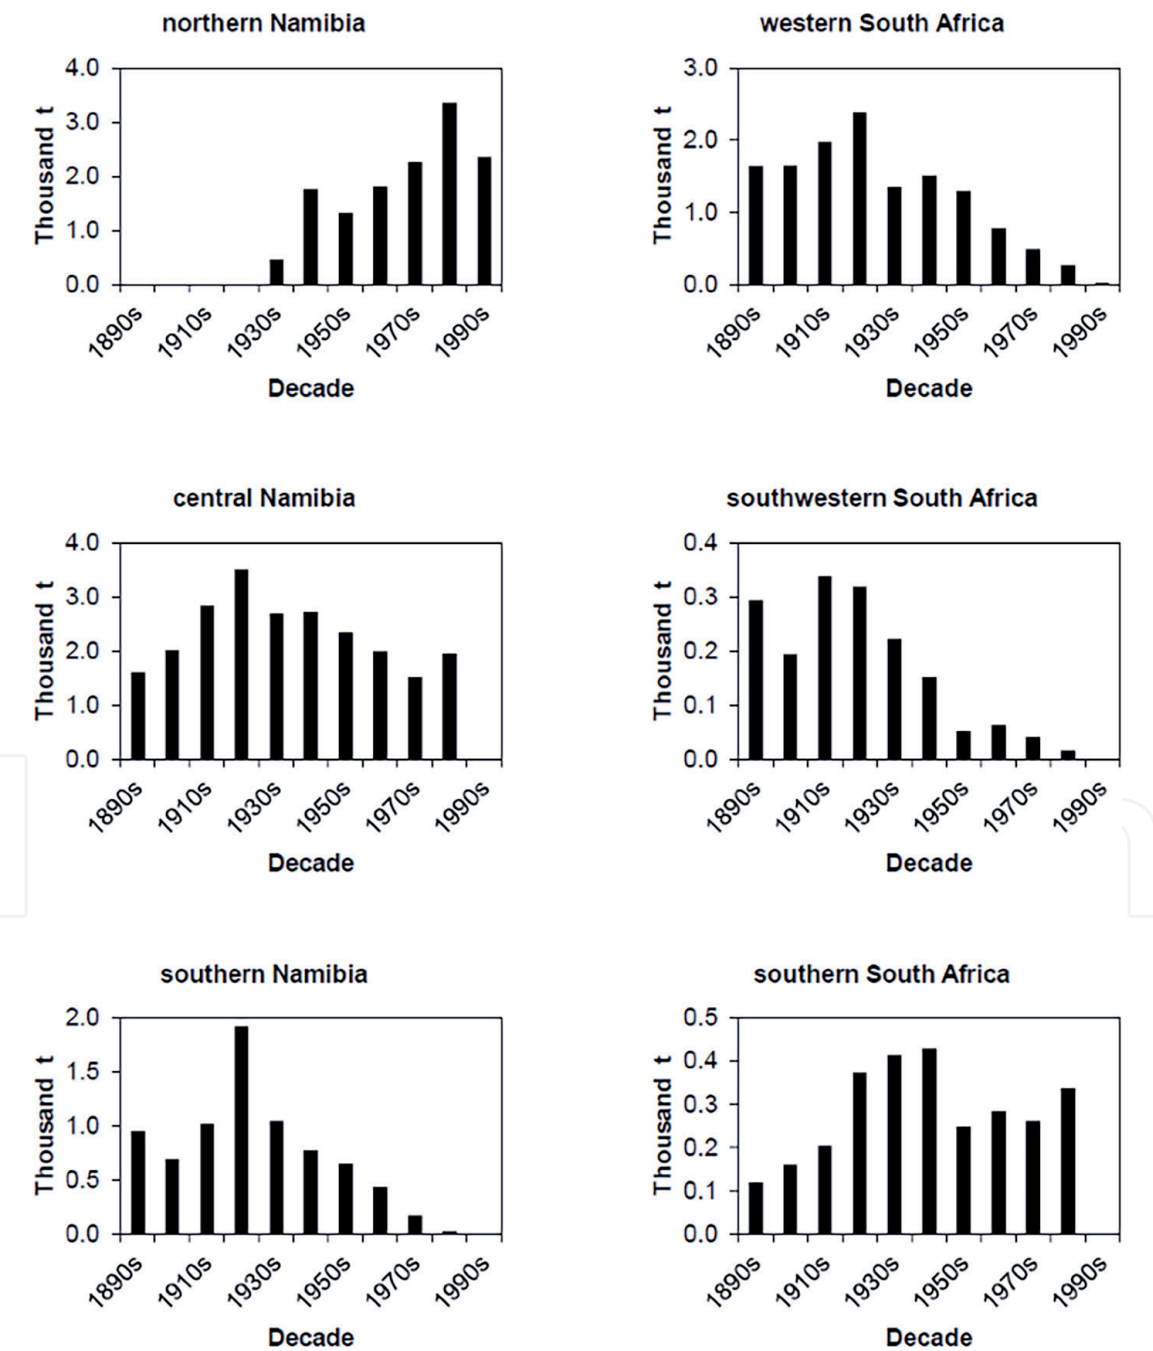 northern Namibia
4.0
3.0
2.0
1.0
0.0
Thousand t
1890s 1910s 1930s 1950s 1970s 1990s
Decade
western South Africa
3.0
2.0
1.0
0.0
Thousand t
1890s 1910s 1930s 1950s 1970s 1990s
Decade
central Namibia
4.0
3.0
2.0
1.0
0.0
Thousand t
1890s 1910s 1930s 1950s 1970s 1990s
Decade
southwestern South Africa
0.4
0.3
0.2
0.1
0.0
Thousand t
1890s 1910s 1930s 1950s 1970s 1990s
Decade
southern Namibia
2.0
1.5
1.0
0.5
0.0
Thousand t
1890s 1910s 1930s 1950s 1970s 1990s
Decade
southern South Africa
0.5
0.4
0.3
0.2
0.1
0.0
Thousand t
1890s 1910s 1930s 1950s 1970s 1990s
Decade